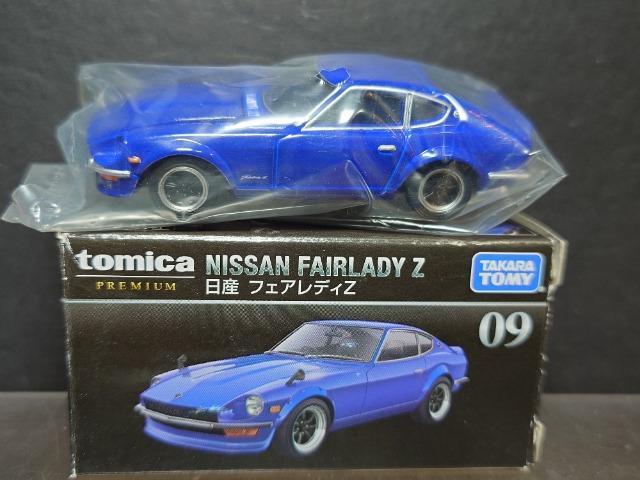 tomica NISSAN FAIRLADY Z
PREMIUM 日産 フェアレディZ
TAKARA
TOMY
09